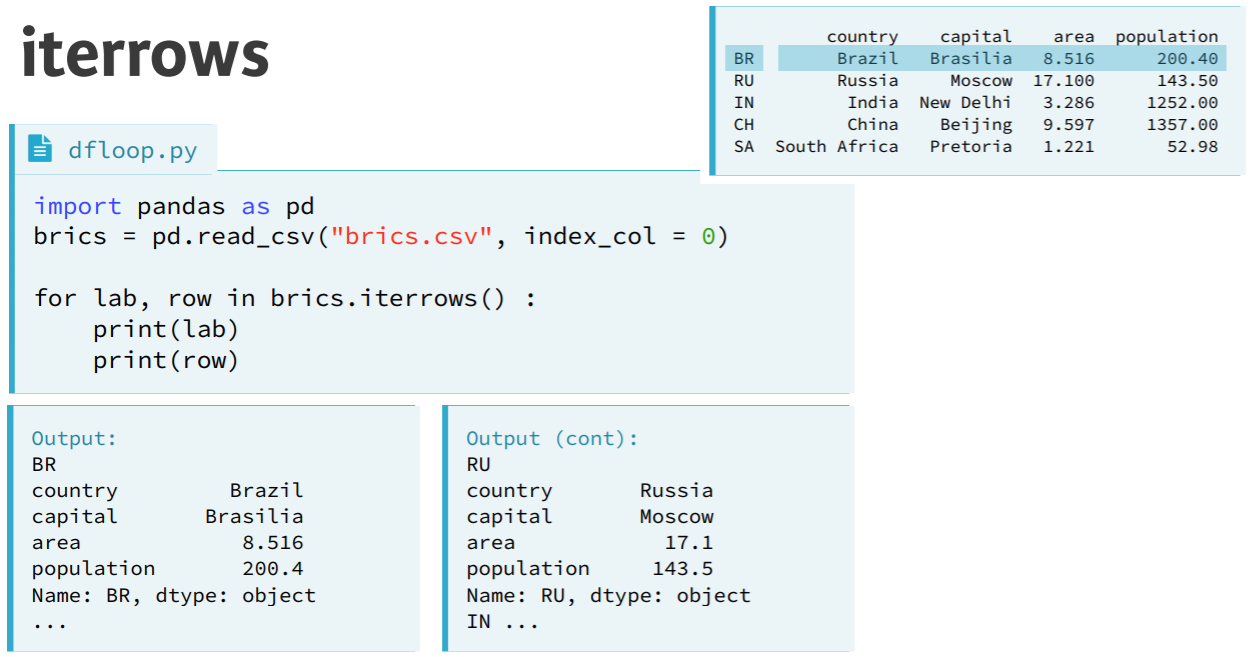 iterrows
country capital area population
BR Brazil Brasilia 8.516 200.40
RU Russia Moscow 17.100 143.50
IN India New Delhi 3.286 1252.00
CH China Beijing 9.597 1357.00
SA South Africa Pretoria 1.221 52.98
dfloop.py
import pandas as pd
brics = pd.read_csv("brics.csv", index_col = 0)
for lab, row in brics.iterrows() :
    print(lab)
    print(row)
Output:
BR
country Brazil
capital Brasilia
area 8.516
population 200.4
Name: BR, dtype: object
...
Output (cont):
RU
country Russia
capital Moscow
area 17.1
population 143.5
Name: RU, dtype: object
IN ...